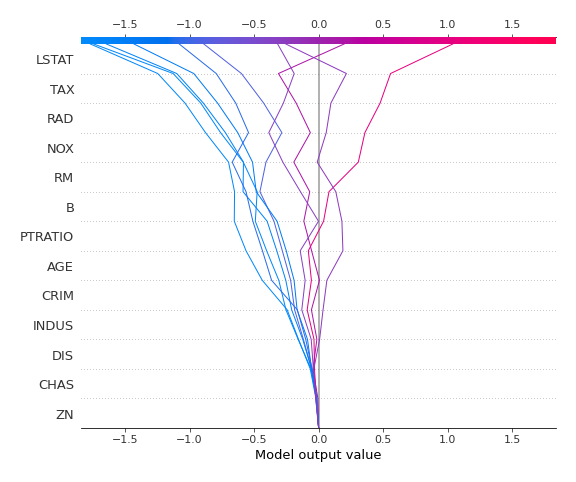 −1.5 −1.0 −0.5 0.0 0.5 1.0 1.5
LSTAT
TAX
RAD
NOX
RM
B
PTRATIO
AGE
CRIM
INDUS
DIS
CHAS
ZN
−1.5 −1.0 −0.5 0.0 0.5 1.0 1.5
Model output value